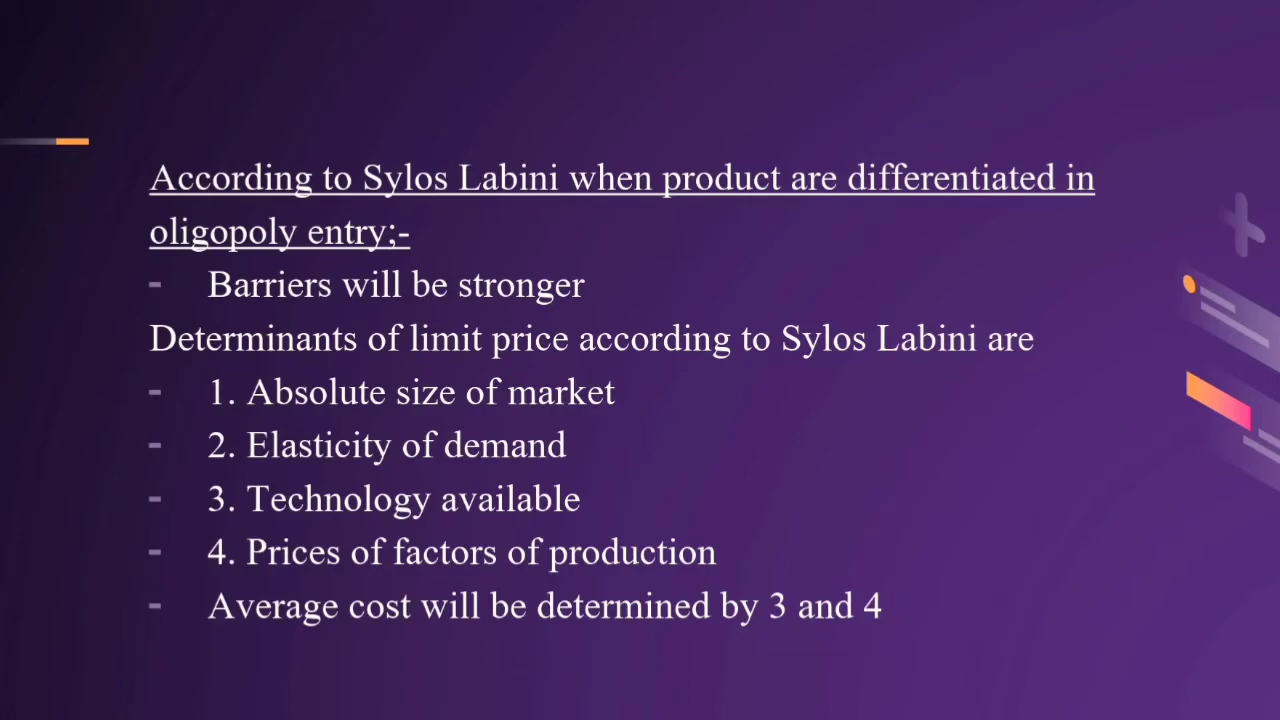 According to Sylos Labini when product are differentiated in
oligopoly entry;-
- Barriers will be stronger
Determinants of limit price according to Sylos Labini are
- 1. Absolute size of market
- 2. Elasticity of demand
- 3. Technology available
- 4. Prices of factors of production
- Average cost will be determined by 3 and 4